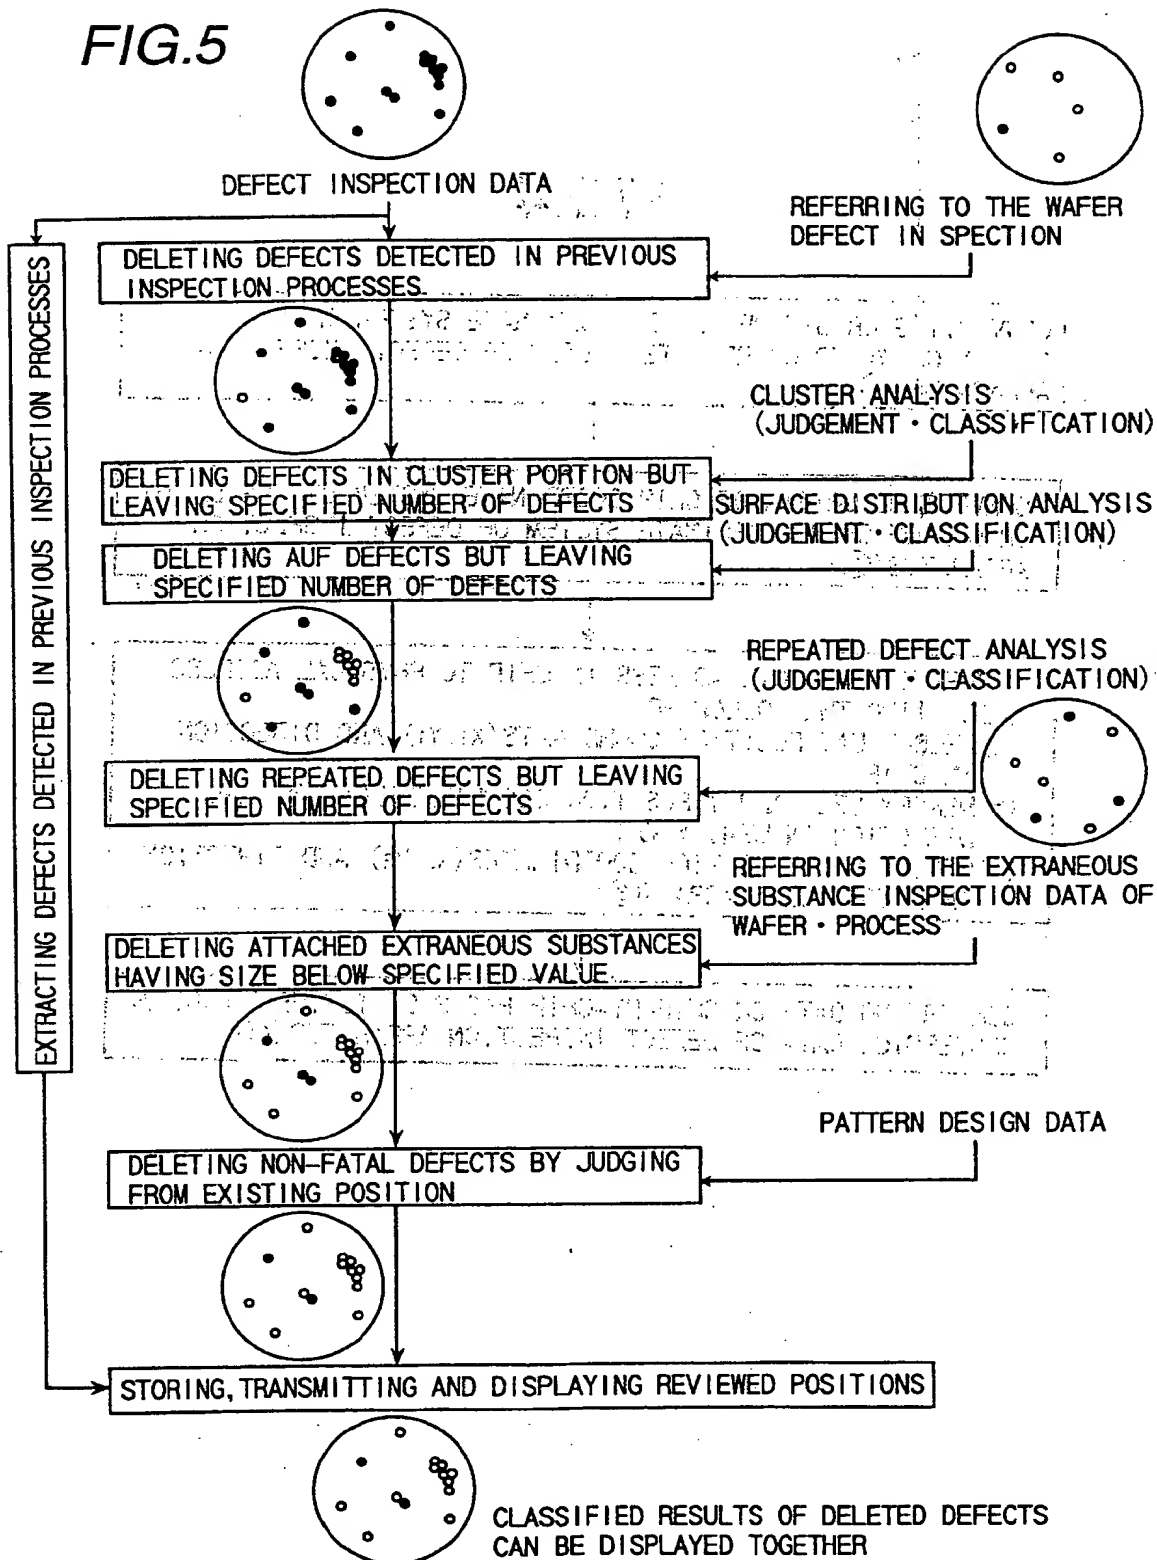 FIG.5
DEFECT INSPECTION DATA
REFERRING TO THE WAFER
DEFECT IN SPECTION
EXTRACTING DEFECTS DETECTED IN PREVIOUS INSPECTION PROCESSES
DELETING DEFECTS DETECTED IN PREVIOUS
INSPECTION PROCESSES
CLUSTER ANALYSIS
(JUDGEMENT・CLASSIFICATION)
DELETING DEFECTS IN CLUSTER PORTION BUT
LEAVING SPECIFIED NUMBER OF DEFECTS
SURFACE DISTRIBUTION ANALYSIS
(JUDGEMENT・CLASSIFICATION)
DELETING AUF DEFECTS BUT LEAVING
SPECIFIED NUMBER OF DEFECTS
REPEATED DEFECT ANALYSIS
(JUDGEMENT・CLASSIFICATION)
DELETING REPEATED DEFECTS BUT LEAVING
SPECIFIED NUMBER OF DEFECTS
REFERRING TO THE EXTRANEOUS
SUBSTANCE INSPECTION DATA OF
WAFER・PROCESS
DELETING ATTACHED EXTRANEOUS SUBSTANCES
HAVING SIZE BELOW SPECIFIED VALUE
PATTERN DESIGN DATA
DELETING NON-FATAL DEFECTS BY JUDGING
FROM EXISTING POSITION
STORING,TRANSMITTING AND DISPLAYING REVIEWED POSITIONS
CLASSIFIED RESULTS OF DELETED DEFECTS
CAN BE DISPLAYED TOGETHER